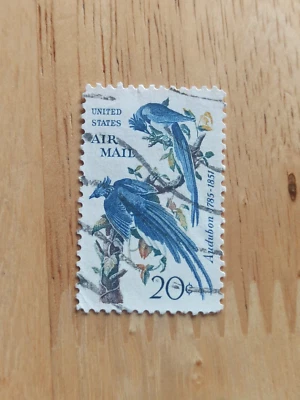 UNITED
STATES
AIR
MAIL
Audubon 1785-1851
20¢